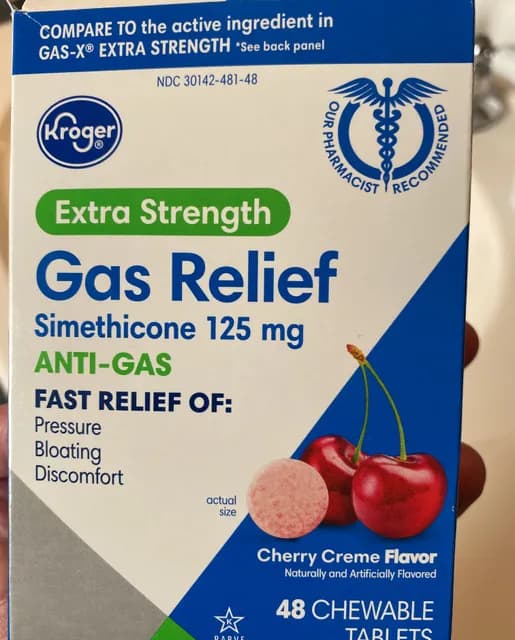 COMPARE TO the active ingredient in
GAS-X® EXTRA STRENGTH *See back panel
NDC 30142-481-48
Kroger®
OUR PHARMACIST RECOMMENDED
Extra Strength
Gas Relief
Simethicone 125 mg
ANTI-GAS
FAST RELIEF OF:
Pressure
Bloating
Discomfort
actual
size
Cherry Creme Flavor
Naturally and Artificially Flavored
48 CHEWABLE
TABLETS
K
PARVE